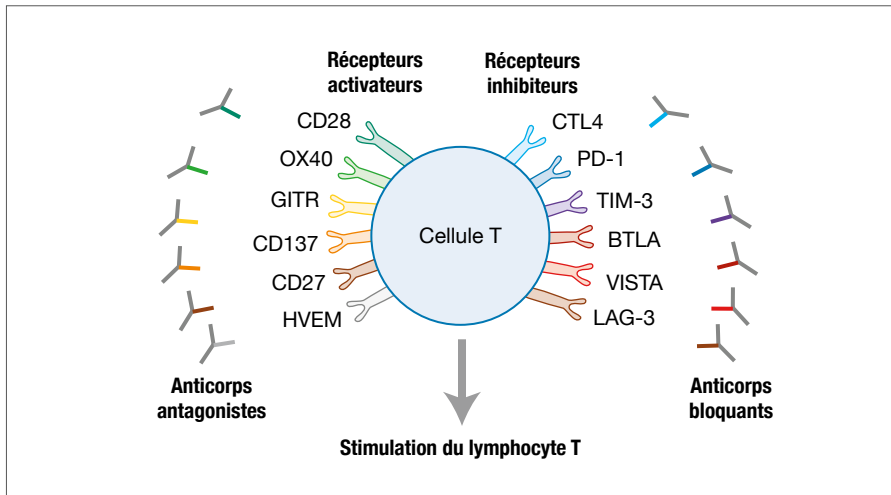 Récepteurs
activateurs
Récepteurs
inhibiteurs
CD28
OX40
GITR
CD137
CD27
HVEM
CTL4
PD-1
TIM-3
BTLA
VISTA
LAG-3
Cellule T
Anticorps
antagonistes
Anticorps
bloquants
Stimulation du lymphocyte T